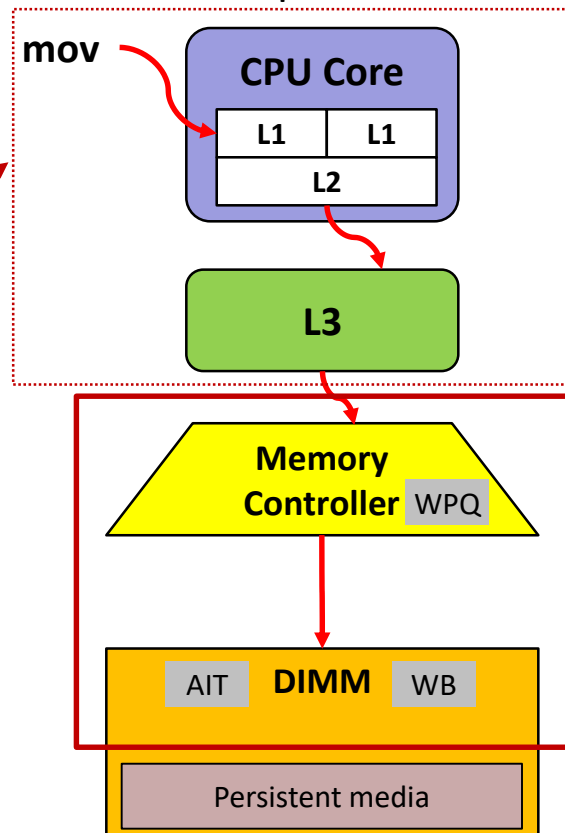 mov
CPU Core
L1 L1
L2
L3
Memory
Controller WPQ
AIT DIMM WB
Persistent media